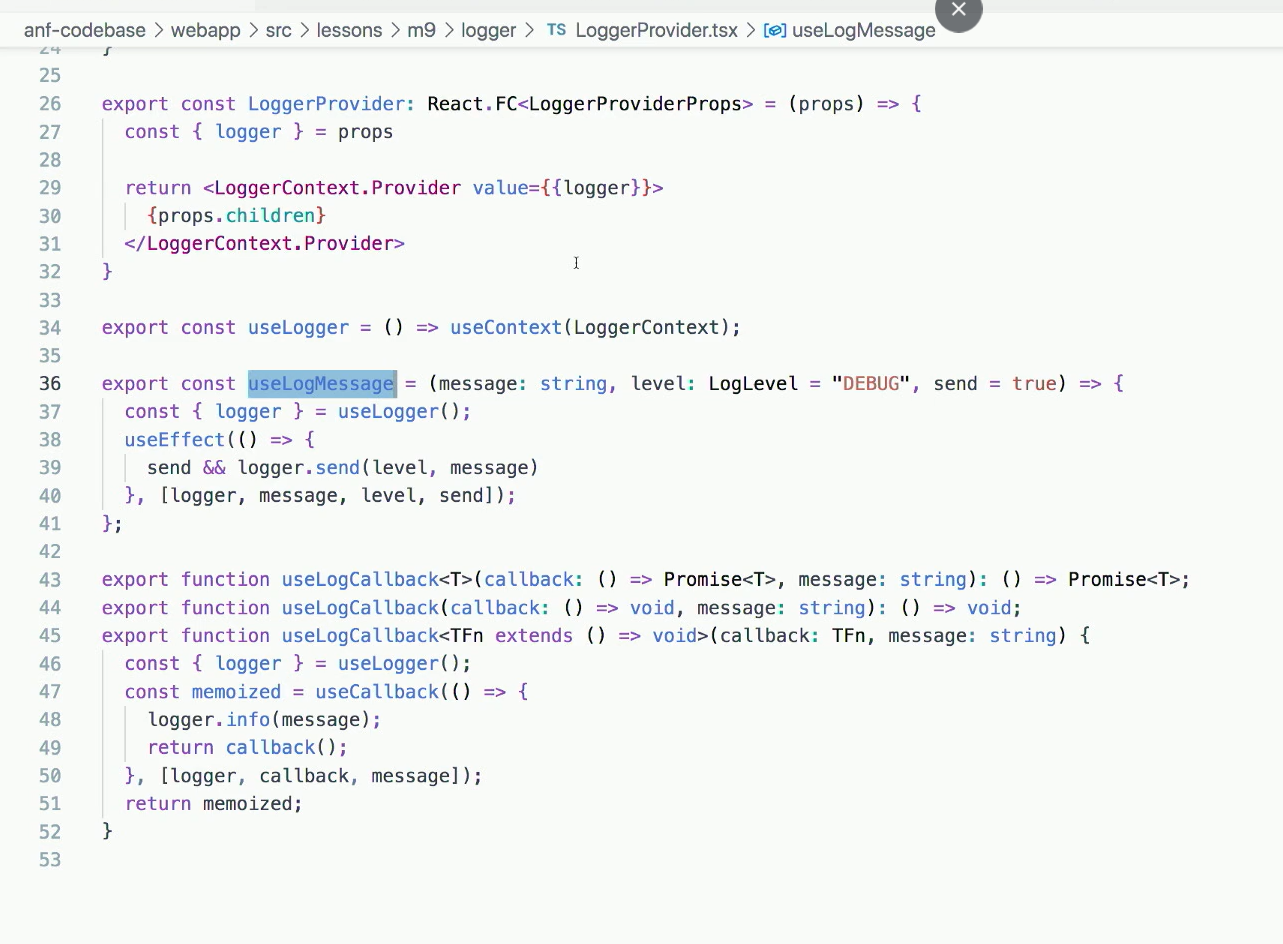 anf-codebase > webapp > src > lessons > m9 > logger > TS LoggerProvider.tsx > useLogMessage
24 }
25
26 export const LoggerProvider: React.FC<LoggerProviderProps> = (props) => {
27   const { logger } = props
28
29   return <LoggerContext.Provider value={{logger}}>
30     {props.children}
31   </LoggerContext.Provider>
32 }
33
34 export const useLogger = () => useContext(LoggerContext);
35
36 export const useLogMessage = (message: string, level: LogLevel = "DEBUG", send = true) => {
37   const { logger } = useLogger();
38   useEffect(() => {
39     send && logger.send(level, message)
40   }, [logger, message, level, send]);
41 };
42
43 export function useLogCallback<T>(callback: () => Promise<T>, message: string): () => Promise<T>;
44 export function useLogCallback(callback: () => void, message: string): () => void;
45 export function useLogCallback<TFn extends () => void>(callback: TFn, message: string) {
46   const { logger } = useLogger();
47   const memoized = useCallback(() => {
48     logger.info(message);
49     return callback();
50   }, [logger, callback, message]);
51   return memoized;
52 }
53